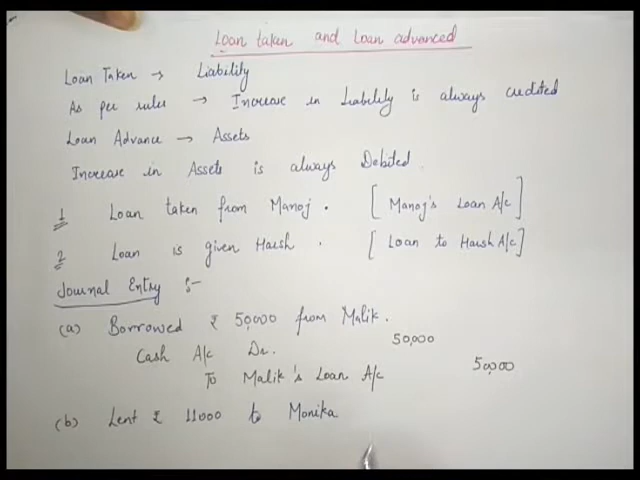 Loan taken and Loan advanced
Loan Taken → Liability
As per rules → Increase in Liability is always credited
Loan Advance → Assets
Increase in Assets is always Debited.
1 Loan taken from Manoj. [Manoj's Loan A/c]
2 Loan is given Harsh. [Loan to Harsh A/c]
Journal Entry :-
(a) Borrowed ₹ 50,000 from Malik.
Cash A/c Dr. 50,000
To Malik's Loan A/c 50,000
(b) Lent ₹ 11000 to Monika